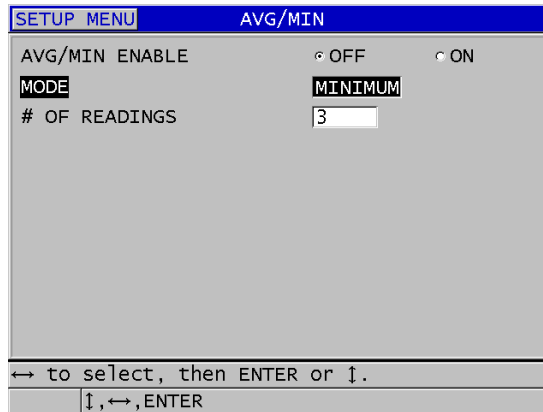 SETUP MENU AVG/MIN
AVG/MIN ENABLE OFF ON
MODE MINIMUM
# OF READINGS 3
↔ to select, then ENTER or ↕.
↕,↔,ENTER